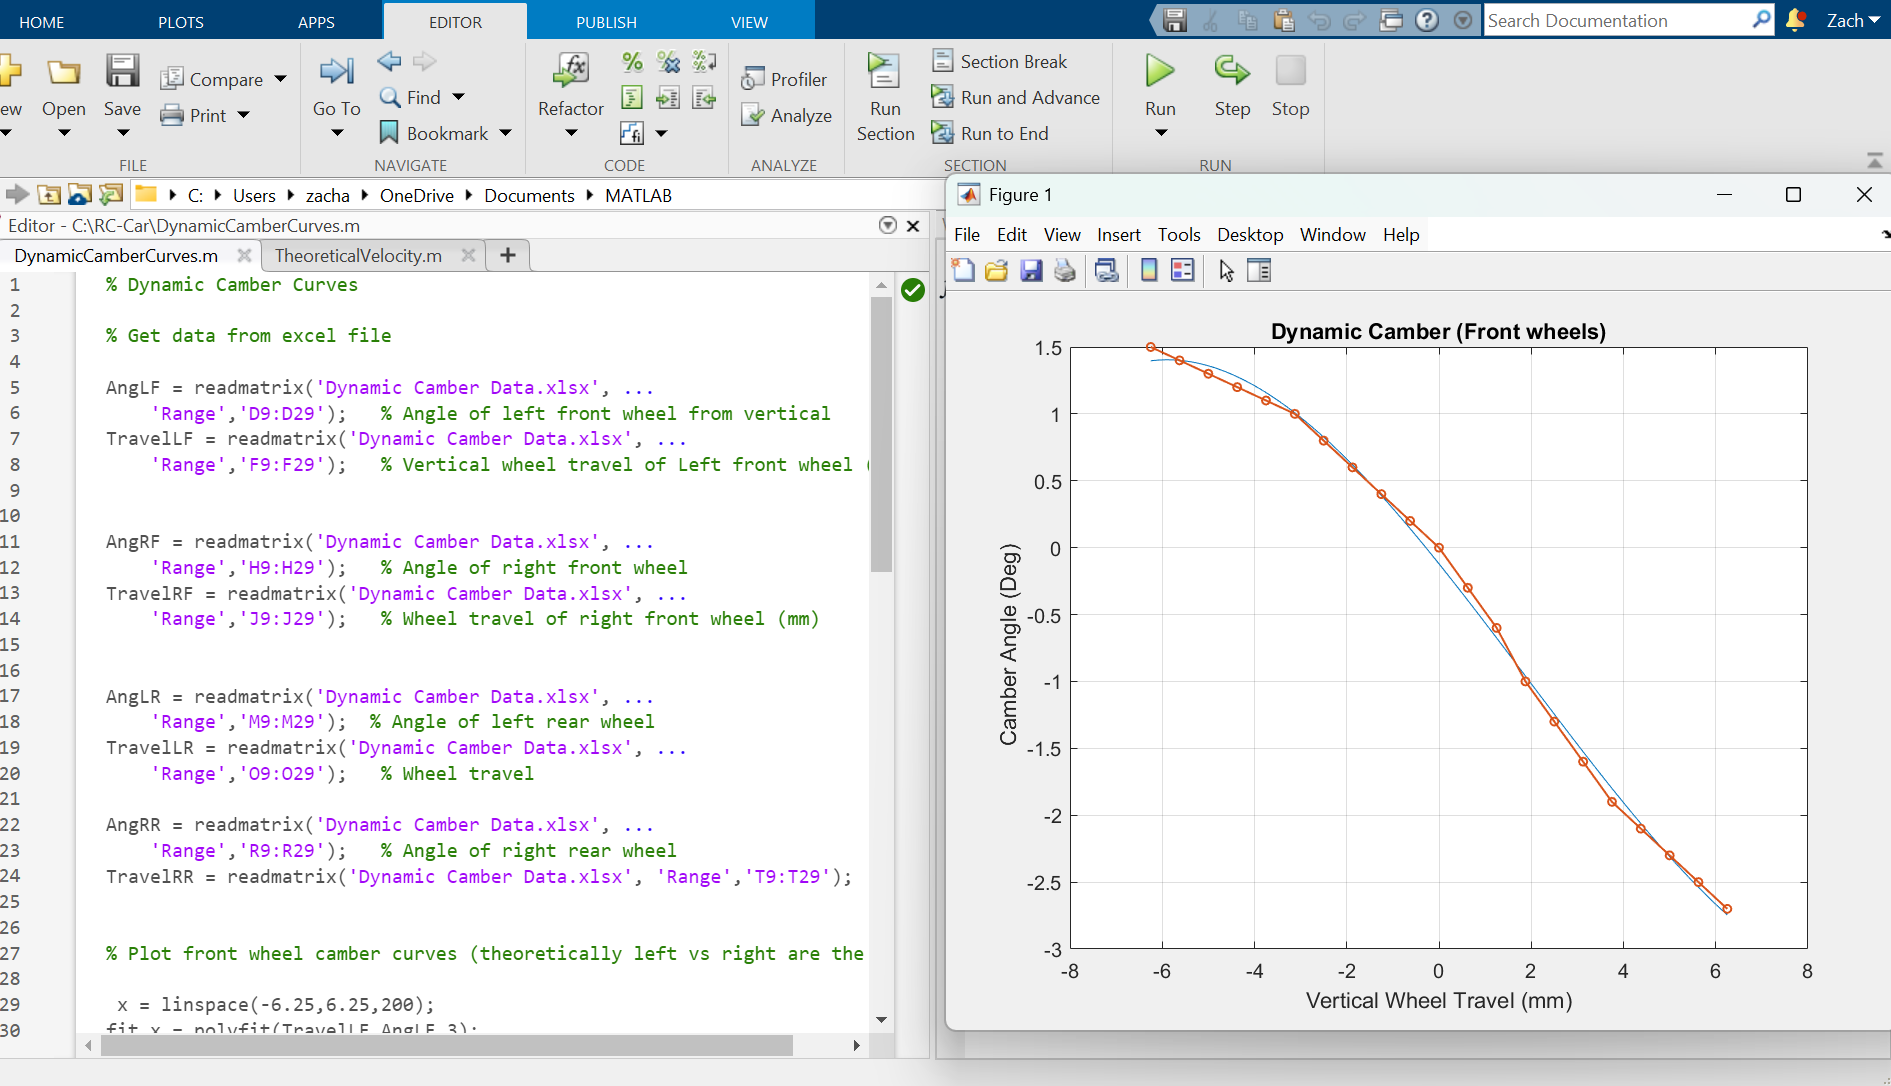 HOME PLOTS APPS EDITOR PUBLISH VIEW Search Documentation Zach
Open Save Compare Print
Go To Find Bookmark
Refactor
Profiler Analyze
Run Section Section Break Run and Advance Run to End
Run Step Stop
FILE NAVIGATE CODE ANALYZE SECTION RUN
C: Users zacha OneDrive Documents MATLAB
Editor - C:\RC-Car\DynamicCamberCurves.m
DynamicCamberCurves.m TheoreticalVelocity.m +
1 % Dynamic Camber Curves
2
3 % Get data from excel file
4
5 AngLF = readmatrix('Dynamic Camber Data.xlsx', ...
6 'Range','D9:D29'); % Angle of left front wheel from vertical
7 TravelLF = readmatrix('Dynamic Camber Data.xlsx', ...
8 'Range','F9:F29'); % Vertical wheel travel of Left front wheel (
9
10
11 AngRF = readmatrix('Dynamic Camber Data.xlsx', ...
12 'Range','H9:H29'); % Angle of right front wheel
13 TravelRF = readmatrix('Dynamic Camber Data.xlsx', ...
14 'Range','J9:J29'); % Wheel travel of right front wheel (mm)
15
16
17 AngLR = readmatrix('Dynamic Camber Data.xlsx', ...
18 'Range','M9:M29'); % Angle of left rear wheel
19 TravelLR = readmatrix('Dynamic Camber Data.xlsx', ...
20 'Range','O9:O29'); % Wheel travel
21
22 AngRR = readmatrix('Dynamic Camber Data.xlsx', ...
23 'Range','R9:R29'); % Angle of right rear wheel
24 TravelRR = readmatrix('Dynamic Camber Data.xlsx', 'Range','T9:T29');
25
26
27 % Plot front wheel camber curves (theoretically left vs right are the
28
29 x = linspace(-6.25,6.25,200);
30 fit_x = polyfit(TravelLF,AngLF,3);
Figure 1
File Edit View Insert Tools Desktop Window Help
Dynamic Camber (Front wheels)
1.5
1
0.5
0
-0.5
-1
-1.5
-2
-2.5
-3
Camber Angle (Deg)
-8 -6 -4 -2 0 2 4 6 8
Vertical Wheel Travel (mm)